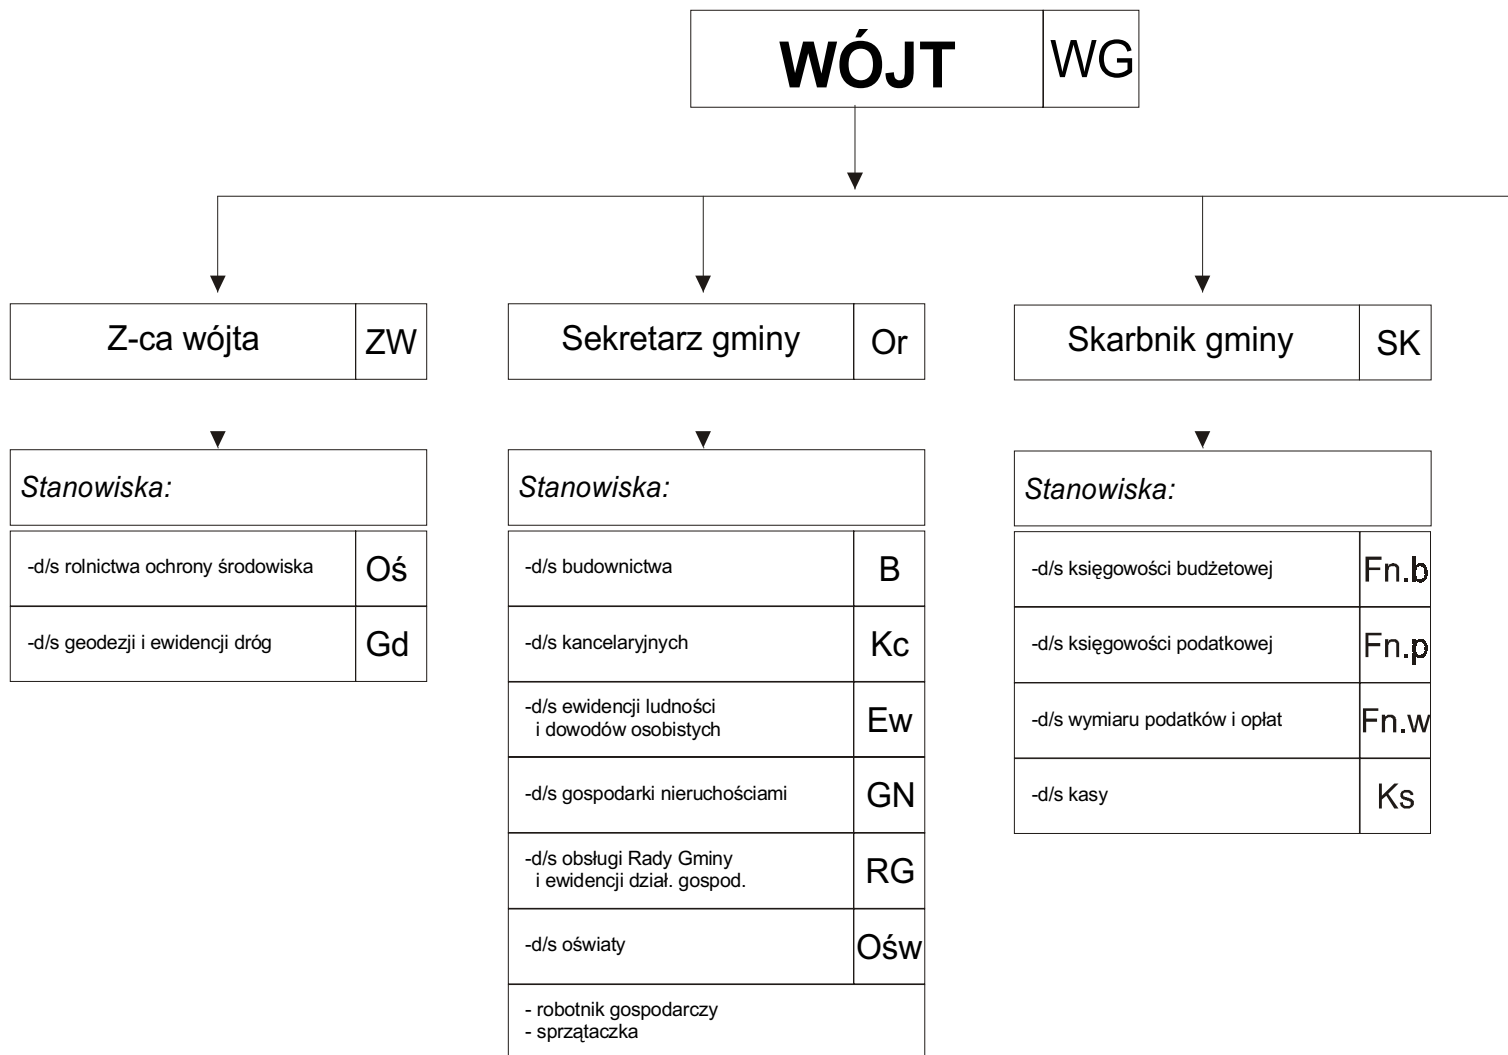 WÓJT WG
Z-ca wójta ZW
Stanowiska:
-d/s rolnictwa ochrony środowiska Oś
-d/s geodezji i ewidencji dróg Gd
Sekretarz gminy Or
Stanowiska:
-d/s budownictwa B
-d/s kancelaryjnych Kc
-d/s ewidencji ludności
i dowodów osobistych Ew
-d/s gospodarki nieruchościami GN
-d/s obsługi Rady Gminy
i ewidencji dział. gospod. RG
-d/s oświaty Ośw
- robotnik gospodarczy
- sprzątaczka
Skarbnik gminy SK
Stanowiska:
-d/s księgowości budżetowej Fn.b
-d/s księgowości podatkowej Fn.p
-d/s wymiaru podatków i opłat Fn.w
-d/s kasy Ks